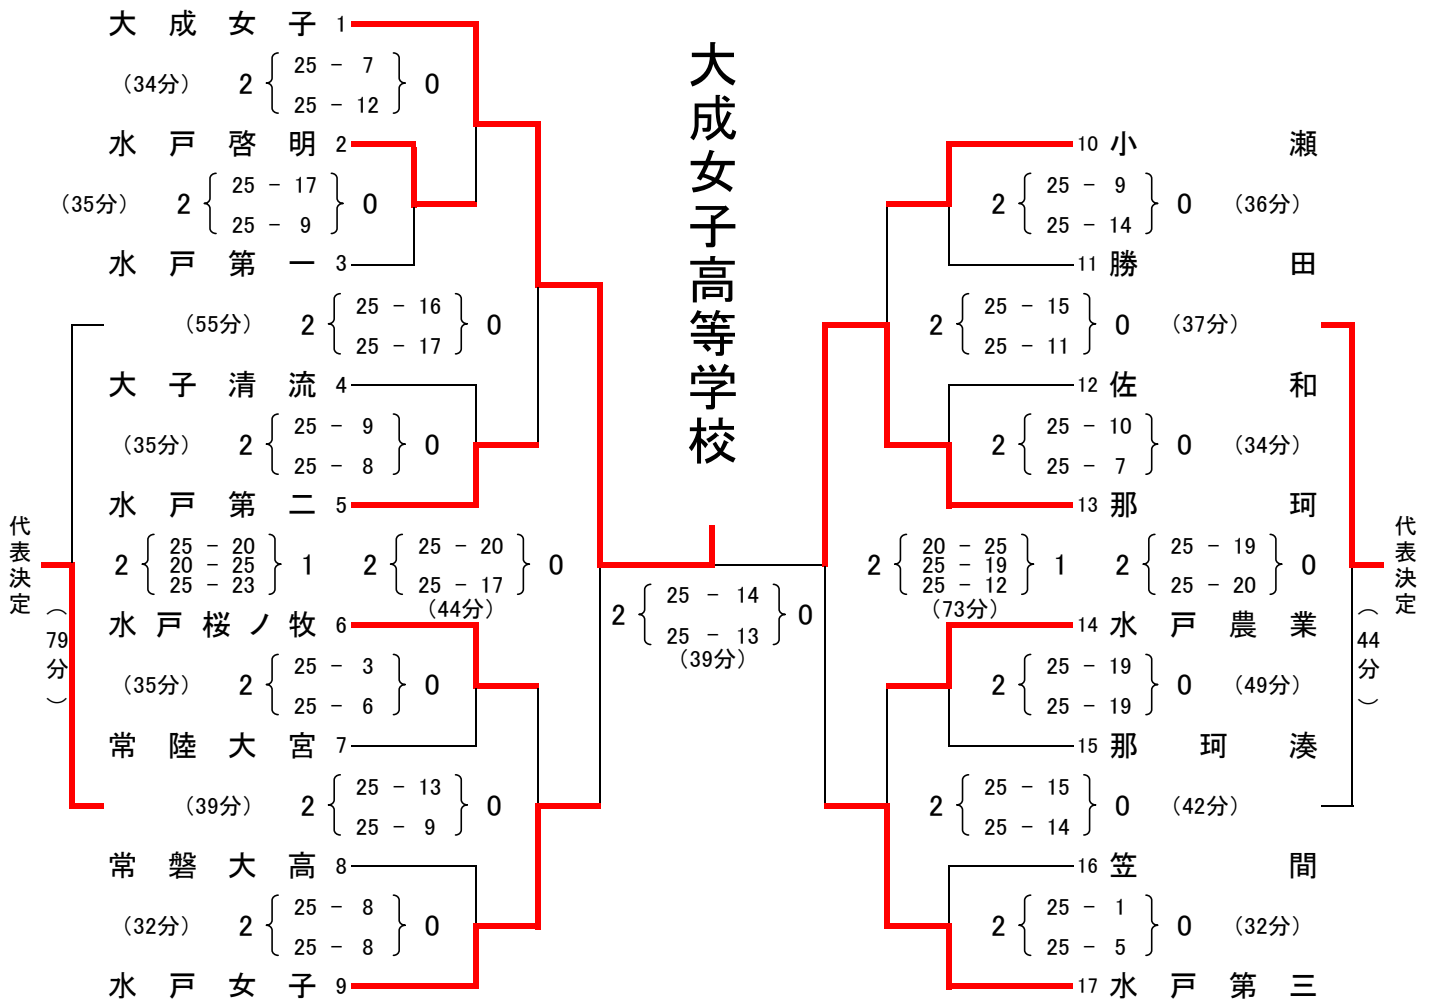 大成女子高等学校
大成女子 1
(34分) 2 25 - 7 0
25 - 12
水戸啓明 2
(35分) 2 25 - 17 0
25 - 9
水戸第一 3
(55分) 2 25 - 16 0
25 - 17
大子清流 4
(35分) 2 25 - 9 0
25 - 8
水戸第二 5
代表決定
(79分)
2 25 - 20 1
20 - 25
25 - 23
2 25 - 20 0
25 - 17
(44分)
水戸桜ノ牧 6
(35分) 2 25 - 3 0
25 - 6
常陸大宮 7
(39分) 2 25 - 13 0
25 - 9
常磐大高 8
(32分) 2 25 - 8 0
25 - 8
水戸女子 9
2 25 - 14 0
25 - 13
(39分)
10 小瀬
2 25 - 9 0 (36分)
25 - 14
11 勝田
2 25 - 15 0 (37分)
25 - 11
12 佐和
2 25 - 10 0 (34分)
25 - 7
13 那珂
2 20 - 25 1
25 - 19
25 - 12
(73分)
2 25 - 19 0
25 - 20
代表決定
(44分)
14 水戸農業
2 25 - 19 0 (49分)
25 - 19
15 那珂湊
2 25 - 15 0 (42分)
25 - 14
16 笠間
2 25 - 1 0 (32分)
25 - 5
17 水戸第三